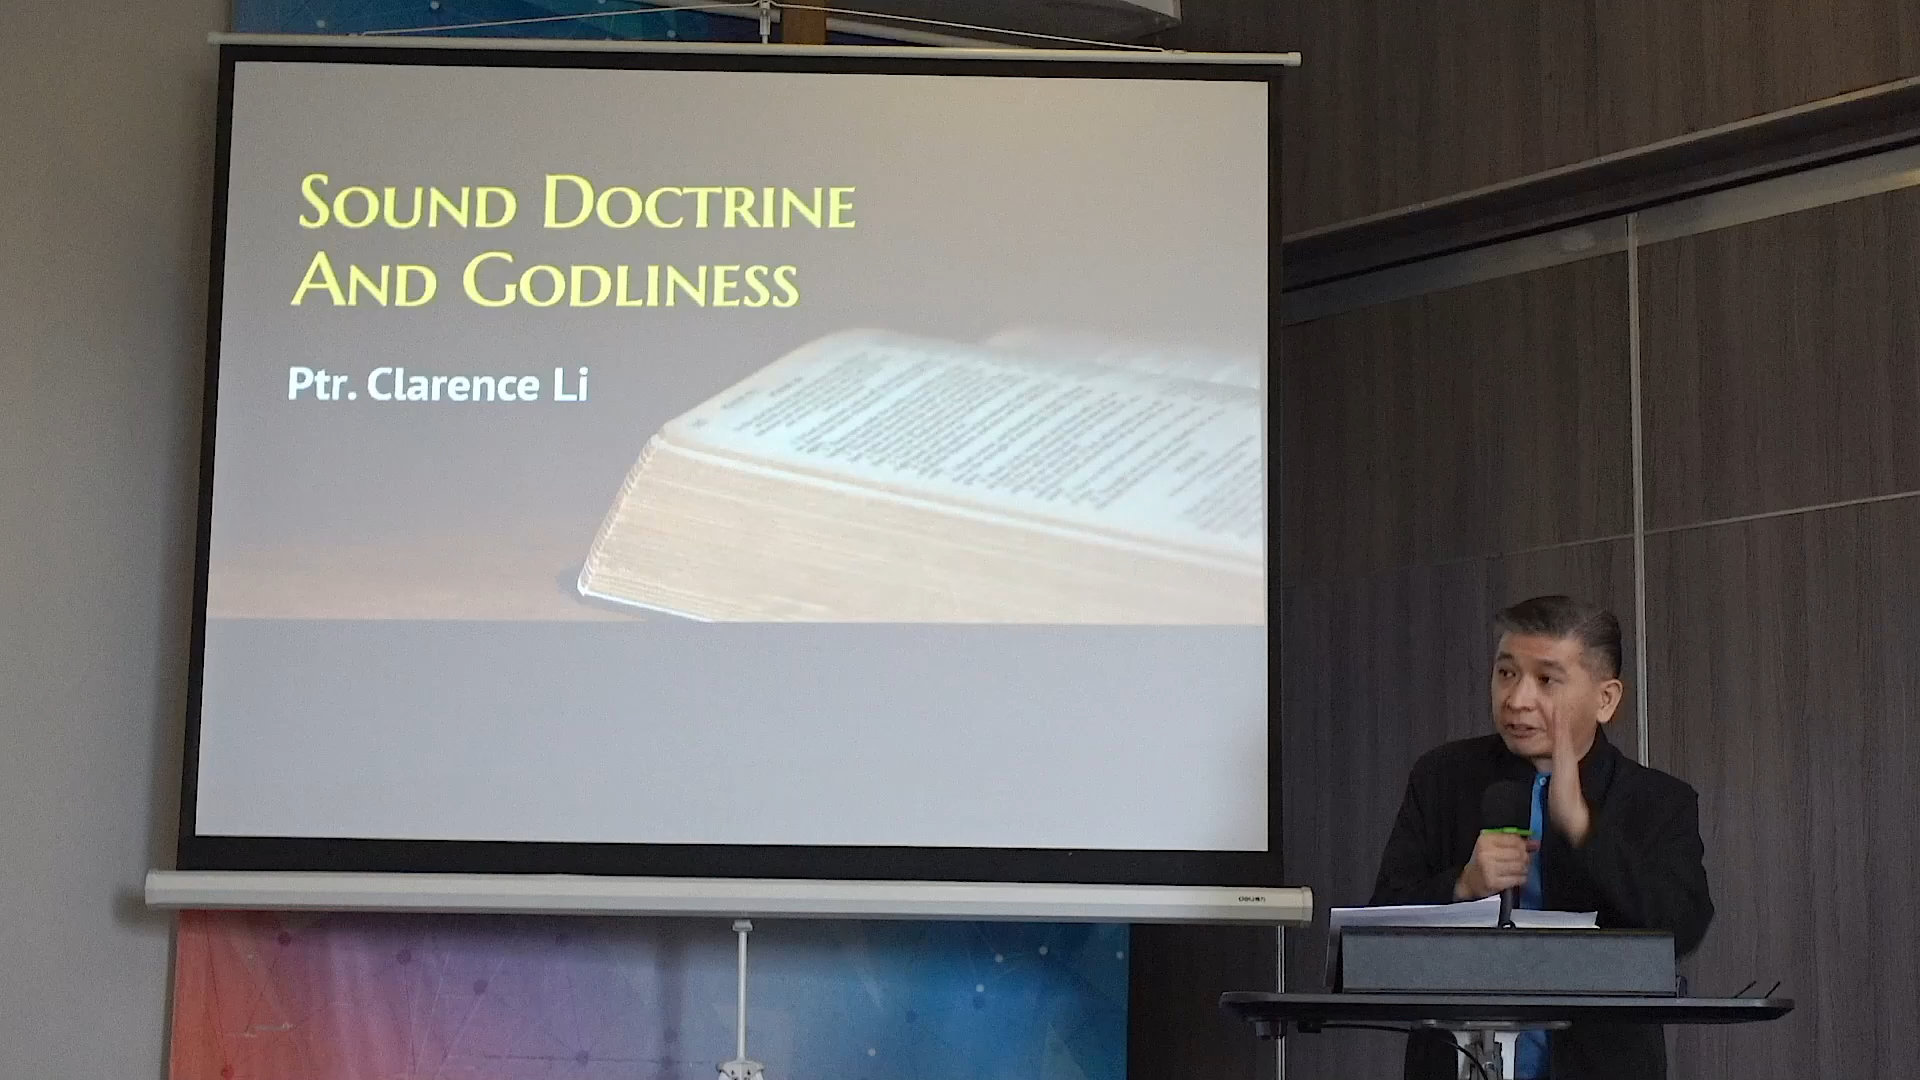 Sound Doctrine
And Godliness
Ptr. Clarence Li